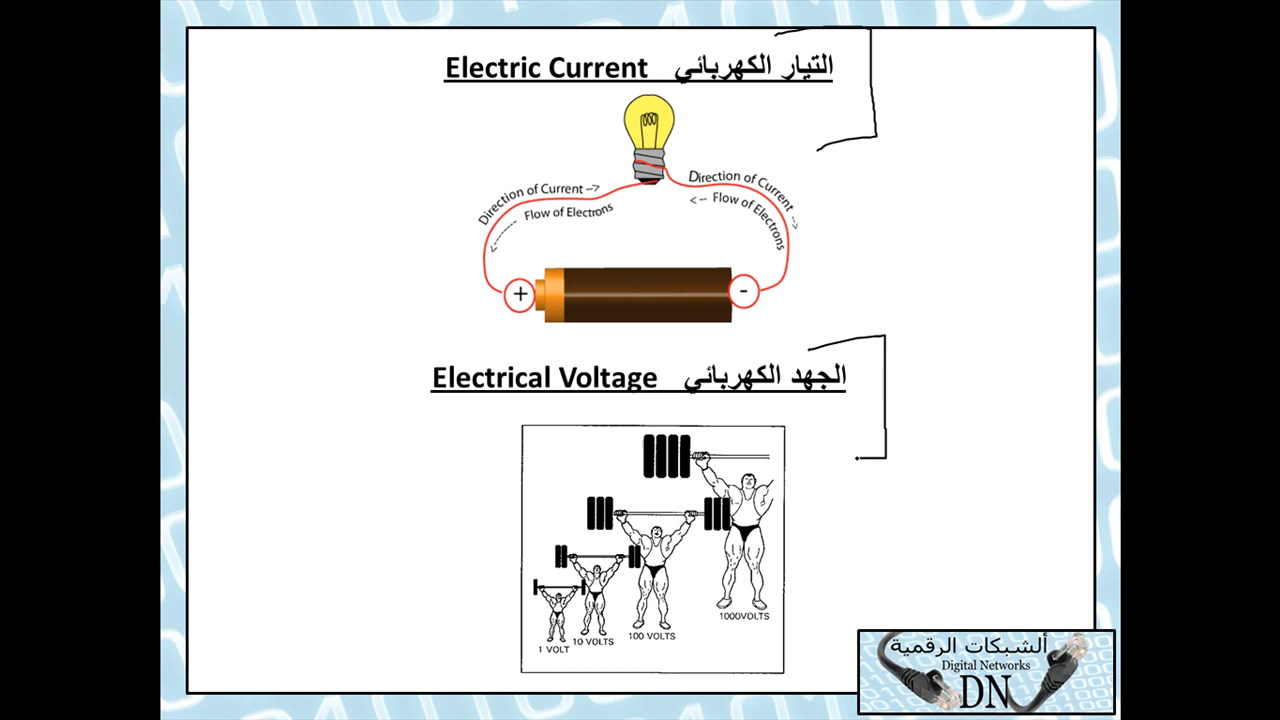 Electric Current التيار الكهربائي
Direction of Current -->
<-------- Flow of Electrons
Direction of Current -->
<-- Flow of Electrons
+
-
Electrical Voltage الجهد الكهربائي
1 VOLT
10 VOLTS
100 VOLTS
1000VOLTS
ألشبكات الرقمية
Digital Networks
DN